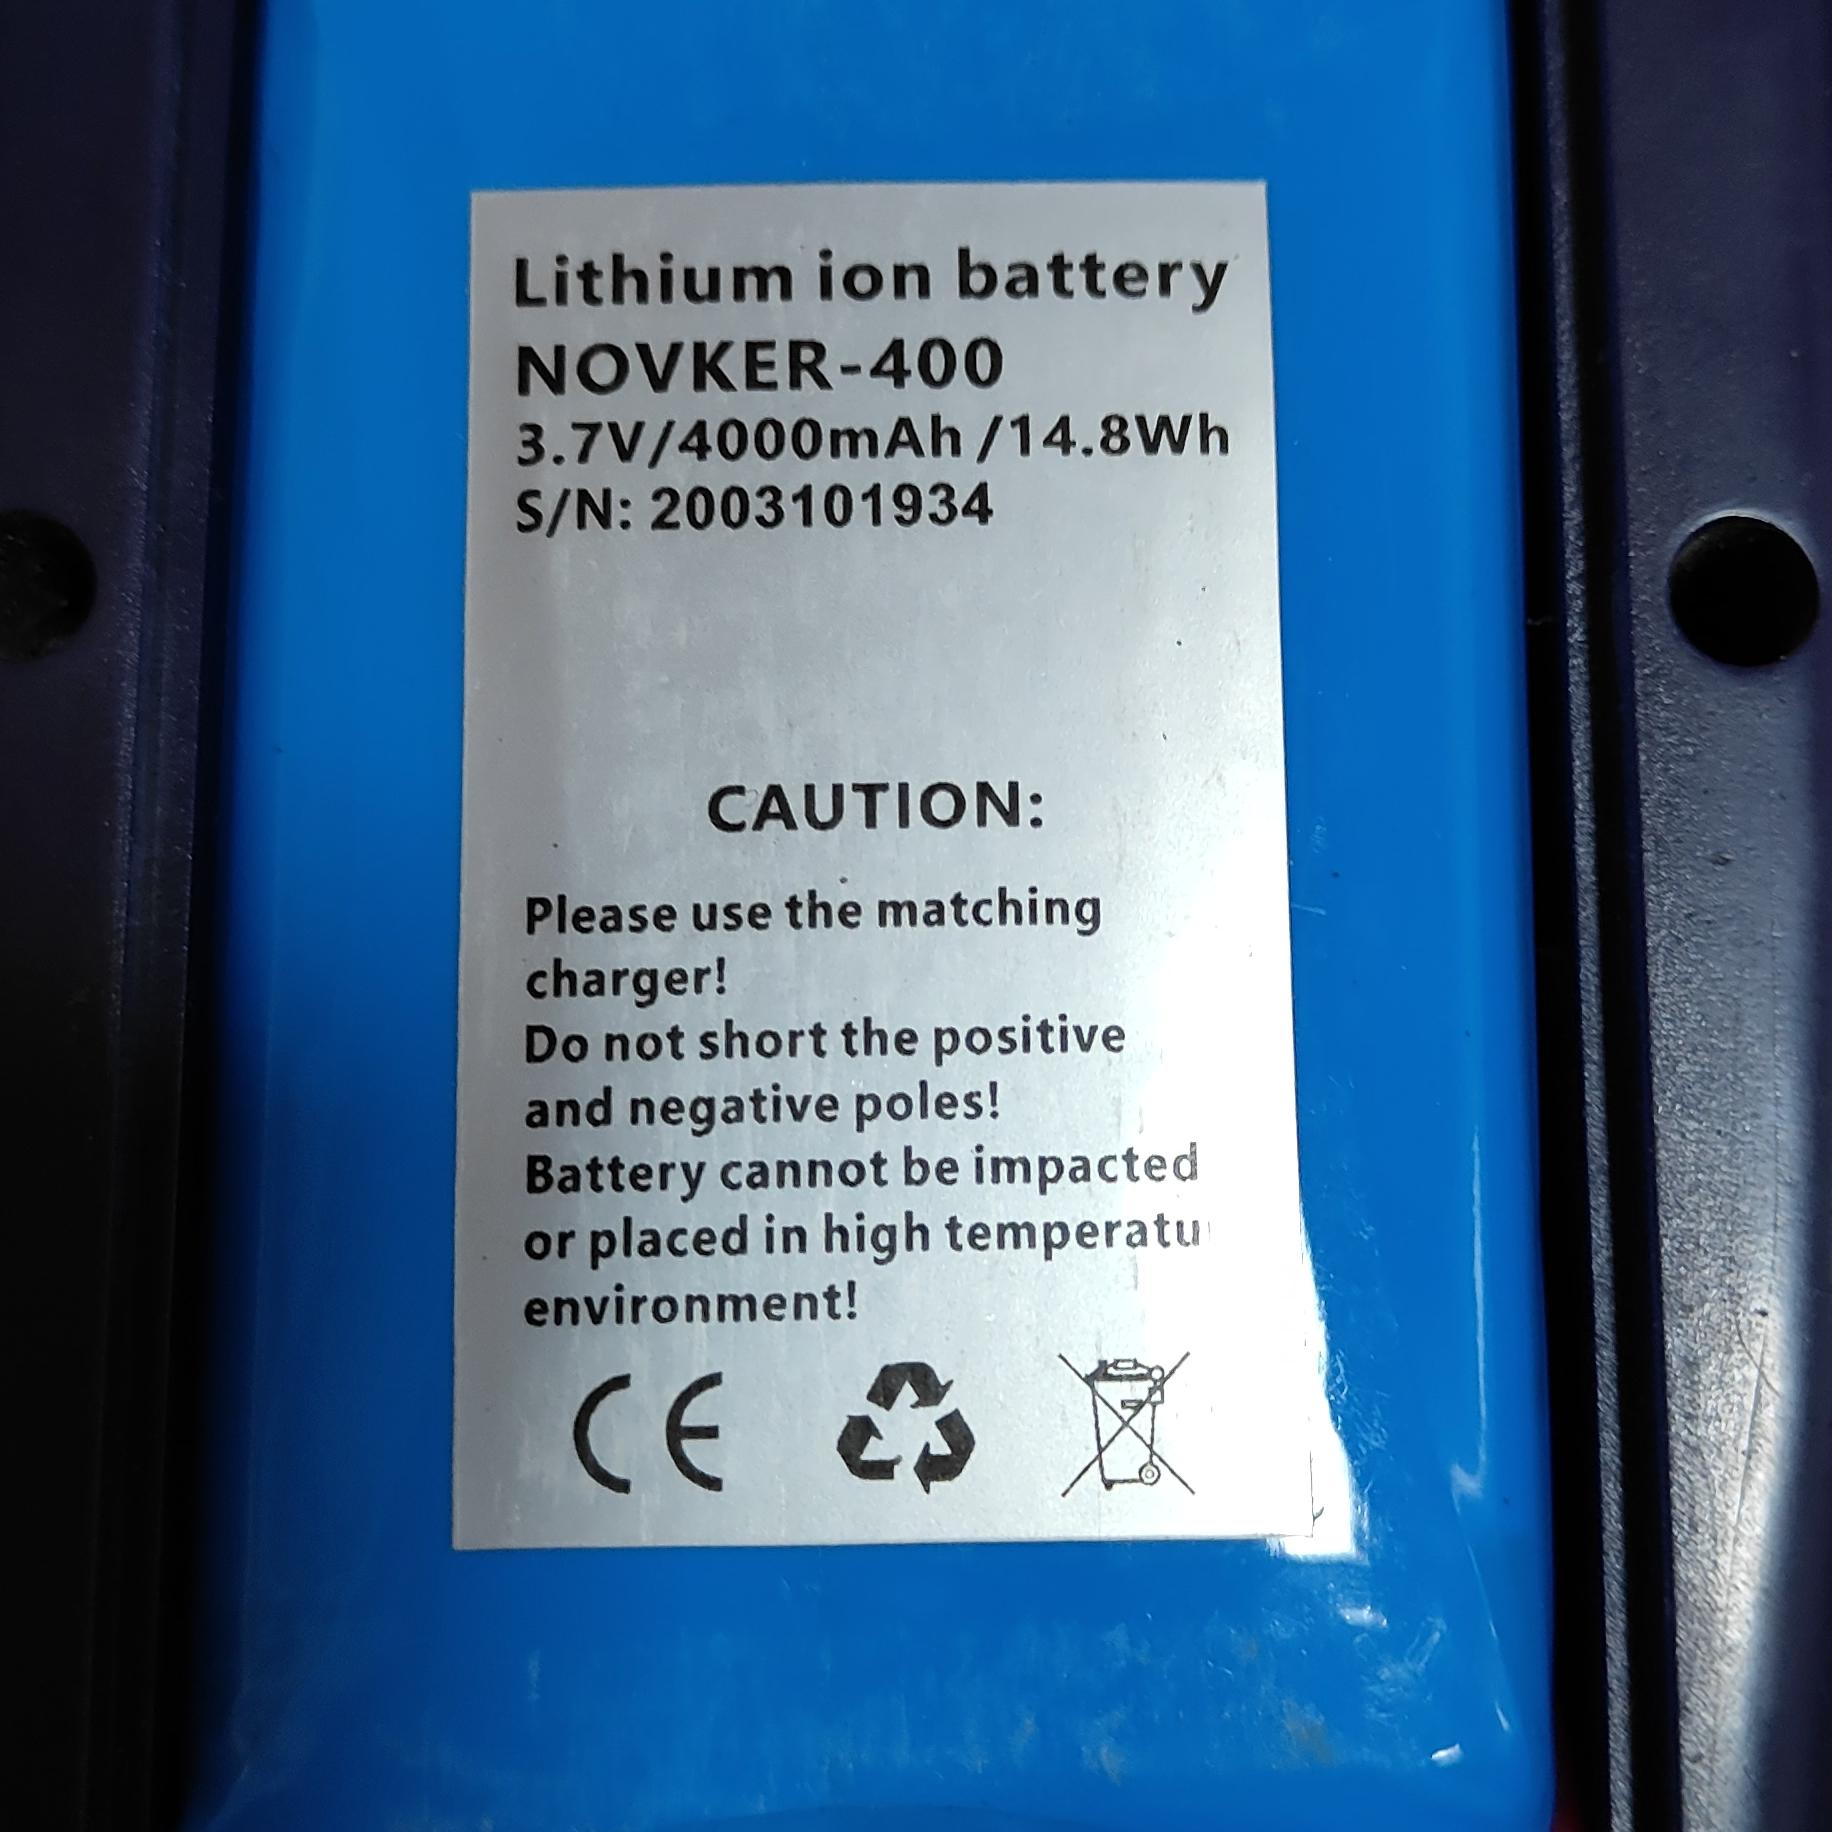 Lithium ion battery
NOVKER-400
3.7V/4000mAh/14.8Wh
S/N: 2003101934
CAUTION:
Please use the matching
charger!
Do not short the positive
and negative poles!
Battery cannot be impacted
or placed in high temperatu
environment!
CE